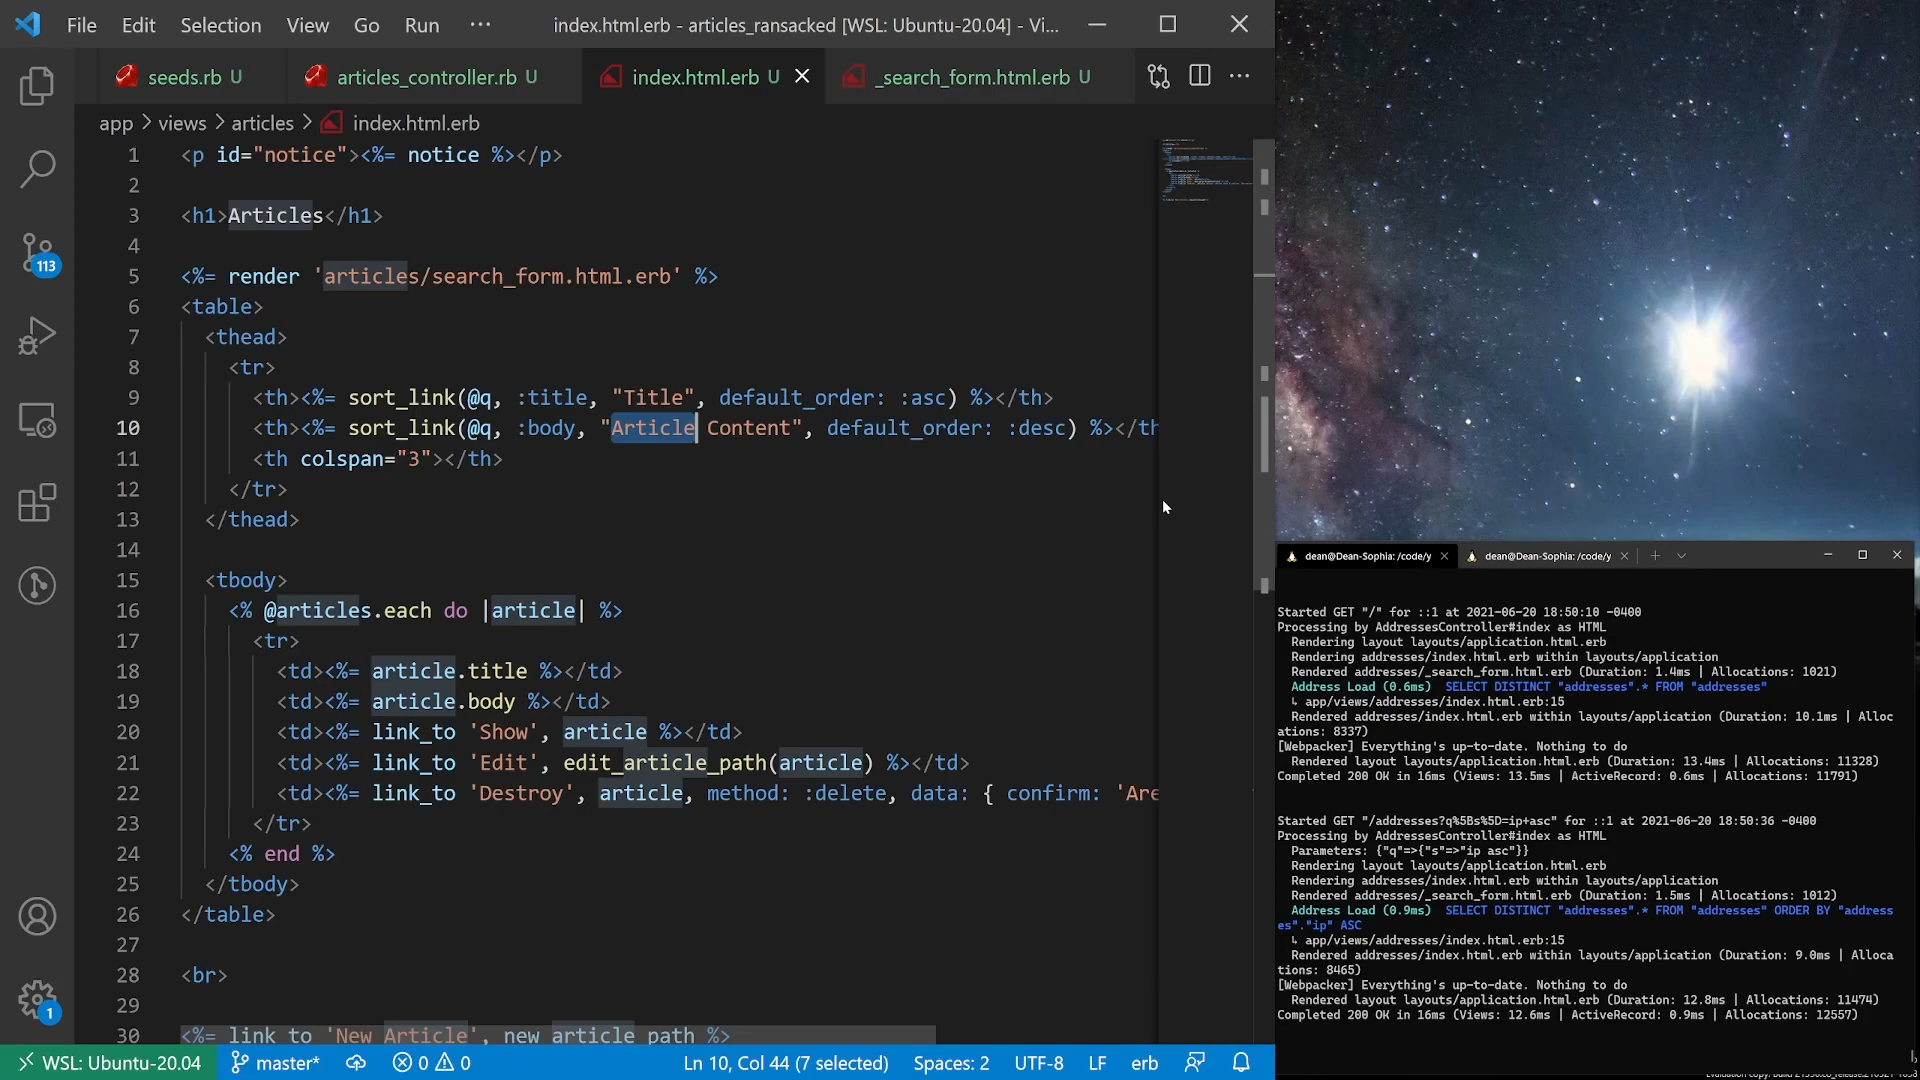 File Edit Selection View Go Run ··· index.html.erb - articles_ransacked [WSL: Ubuntu-20.04] - Vi...
seeds.rb U articles_controller.rb U index.html.erb U _search_form.html.erb U
app > views > articles > index.html.erb
1 <p id="notice"><%= notice %></p>
2
3 <h1>Articles</h1>
4
5 <%= render 'articles/search_form.html.erb' %>
6 <table>
7 <thead>
8 <tr>
9 <th><%= sort_link(@q, :title, "Title", default_order: :asc) %></th>
10 <th><%= sort_link(@q, :body, "Article Content", default_order: :desc) %></th
11 <th colspan="3"></th>
12 </tr>
13 </thead>
14
15 <tbody>
16 <% @articles.each do |article| %>
17 <tr>
18 <td><%= article.title %></td>
19 <td><%= article.body %></td>
20 <td><%= link_to 'Show', article %></td>
21 <td><%= link_to 'Edit', edit_article_path(article) %></td>
22 <td><%= link_to 'Destroy', article, method: :delete, data: { confirm: 'Are
23 </tr>
24 <% end %>
25 </tbody>
26 </table>
27
28 <br>
29
30 <%= link_to 'New Article', new_article_path %>
113
1
WSL: Ubuntu-20.04 master* 0 0 Ln 10, Col 44 (7 selected) Spaces: 2 UTF-8 LF erb
dean@Dean-Sophia: /code/y dean@Dean-Sophia: /code/y
Started GET "/" for ::1 at 2021-06-20 18:50:10 -0400
Processing by AddressesController#index as HTML
Rendering layout layouts/application.html.erb
Rendering addresses/index.html.erb within layouts/application
Rendered addresses/_search_form.html.erb (Duration: 1.4ms | Allocations: 1021)
Address Load (0.6ms) SELECT DISTINCT "addresses".* FROM "addresses"
↳ app/views/addresses/index.html.erb:15
Rendered addresses/index.html.erb within layouts/application (Duration: 10.1ms | Alloc
ations: 8337)
[Webpacker] Everything's up-to-date. Nothing to do
Rendered layout layouts/application.html.erb (Duration: 13.4ms | Allocations: 11328)
Completed 200 OK in 16ms (Views: 13.5ms | ActiveRecord: 0.6ms | Allocations: 11791)
Started GET "/addresses?q%5Bs%5D=ip+asc" for ::1 at 2021-06-20 18:50:36 -0400
Processing by AddressesController#index as HTML
Parameters: {"q"=>{"s"=>"ip asc"}}
Rendering layout layouts/application.html.erb
Rendering addresses/index.html.erb within layouts/application
Rendered addresses/_search_form.html.erb (Duration: 1.5ms | Allocations: 1012)
Address Load (0.9ms) SELECT DISTINCT "addresses".* FROM "addresses" ORDER BY "address
es"."ip" ASC
↳ app/views/addresses/index.html.erb:15
Rendered addresses/index.html.erb within layouts/application (Duration: 9.0ms | Alloca
tions: 8465)
[Webpacker] Everything's up-to-date. Nothing to do
Rendered layout layouts/application.html.erb (Duration: 12.8ms | Allocations: 11474)
Completed 200 OK in 16ms (Views: 12.6ms | ActiveRecord: 0.9ms | Allocations: 12557)